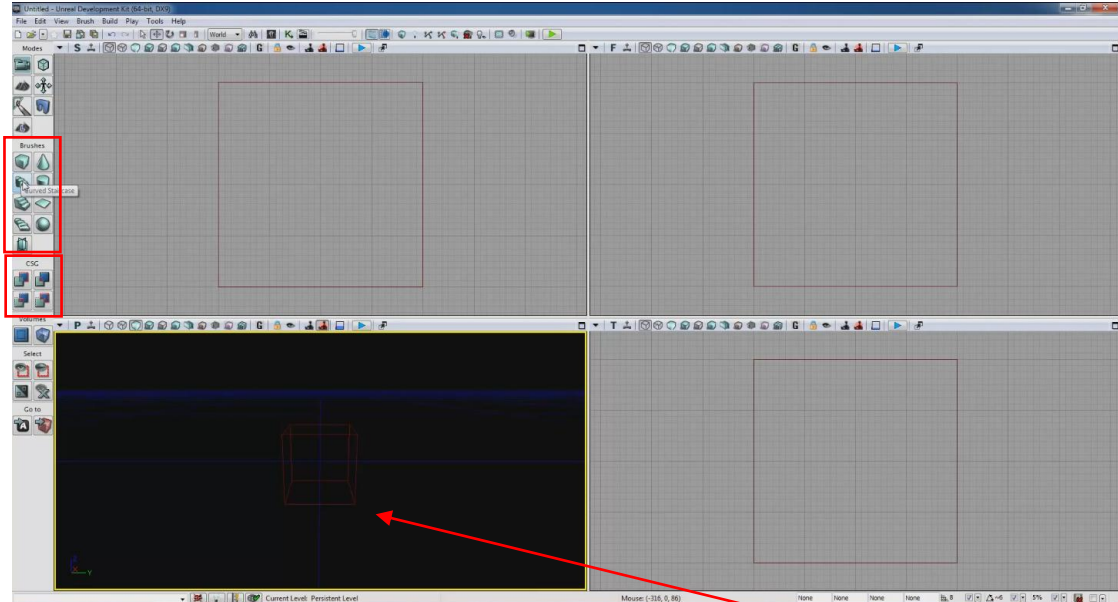 Untitled - Unreal Development Kit (64-bit, DX9)
File Edit View Brush Build Play Tools Help
World
Modes
S
G
F
G
Brushes
Curved Staircase
CSG
Volumes
P
G
T
G
Select
Go to
Current Level: Persistent Level
Mouse: (-316, 0, 86)
None None None None
8
5%